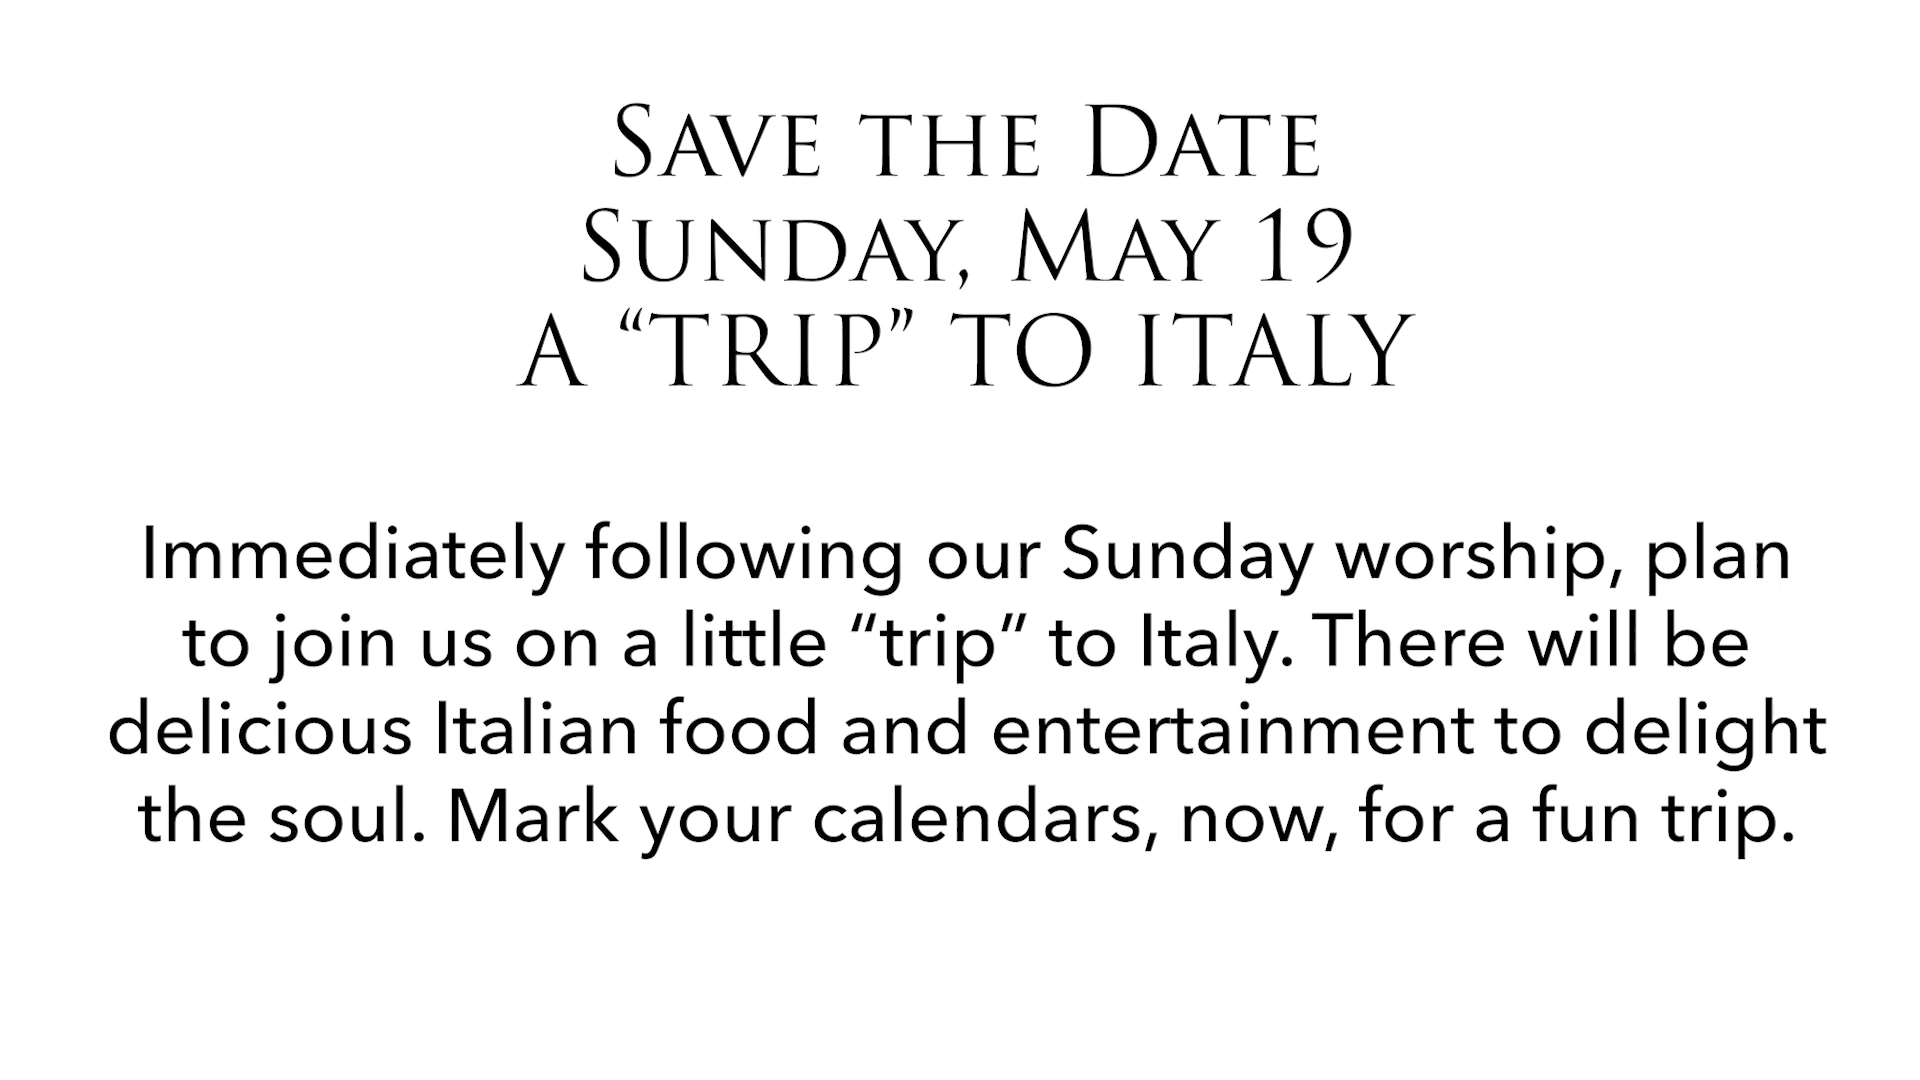 Save the Date
Sunday, May 19
A “TRIP” TO ITALY
Immediately following our Sunday worship, plan
to join us on a little “trip” to Italy. There will be
delicious Italian food and entertainment to delight
the soul. Mark your calendars, now, for a fun trip.